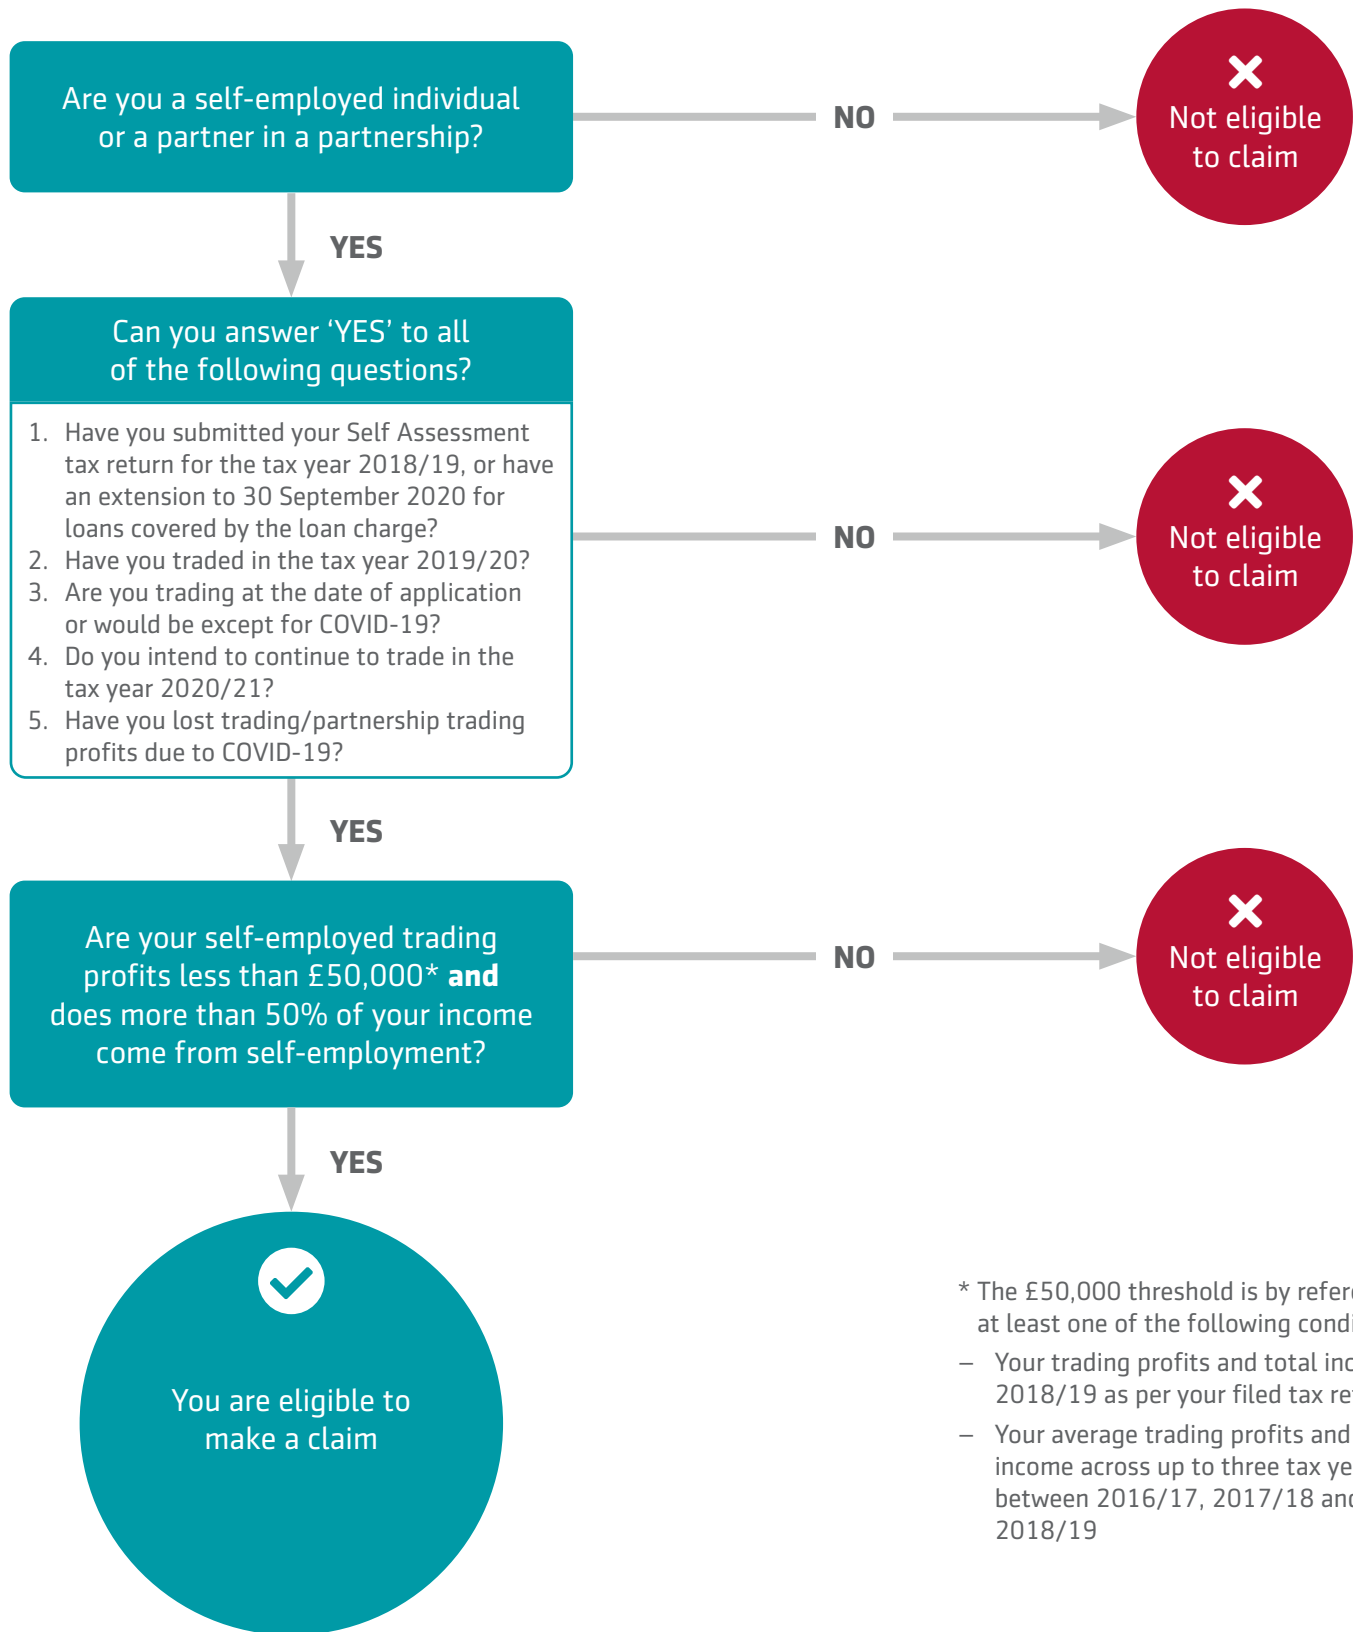 Are you a self-employed individual
or a partner in a partnership?
NO
Not eligible
to claim
YES
Can you answer ‘YES’ to all
of the following questions?
1. Have you submitted your Self Assessment
tax return for the tax year 2018/19, or have
an extension to 30 September 2020 for
loans covered by the loan charge?
2. Have you traded in the tax year 2019/20?
3. Are you trading at the date of application
or would be except for COVID-19?
4. Do you intend to continue to trade in the
tax year 2020/21?
5. Have you lost trading/partnership trading
profits due to COVID-19?
NO
Not eligible
to claim
YES
Are your self-employed trading
profits less than £50,000* and
does more than 50% of your income
come from self-employment?
NO
Not eligible
to claim
YES
You are eligible to
make a claim
* The £50,000 threshold is by
at least one of the following
– Your trading profits and total
2018/19 as per your filed tax
– Your average trading profits and
income across up to three tax
between 2016/17, 2017/18
2018/19